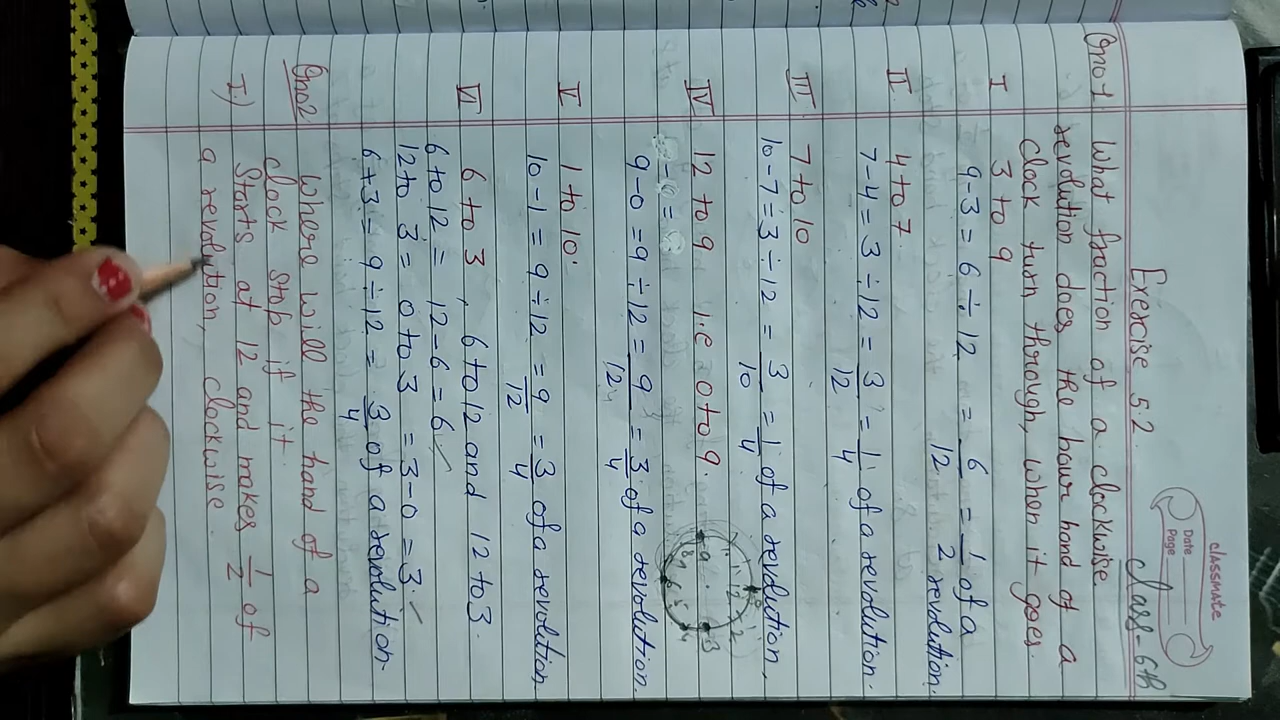 classmate
Date
Page
Exercise 5.2. Class-6th
Qno1 What fraction of a clockwise
revolution does the hour hand of a
clock turn through, when it goes.
I 3 to 9
9-3 = 6 ÷ 12 = 6/12 = 1/2 of a revolution.
II. 4 to 7
7-4 = 3 ÷ 12 = 3/12 = 1/4 of a revolution.
III 7 to 10
10-7 = 3 ÷ 12 = 3/10 = 1/4 of a revolution,
IV 12 to 9 i.e 0 to 9.
9-0 = 9 ÷ 12 = 9/12 = 3/4 of a revolution.
V 1 to 10.
10-1 = 9 ÷ 12 = 9/12 = 3/4 of a revolution
VI 6 to 3, 6 to 12 and 12 to 3.
6 to 12 = 12-6 = 6 ✓
12 to 3 = 0 to 3 = 3-0 = 3. ✓
6+3 = 9 ÷ 12 = 3/4 of a revolution.
Qno2 Where will the hand of a
clock stop if it.
I) Starts at 12 and makes 1/2 of
a revolution, clockwise.